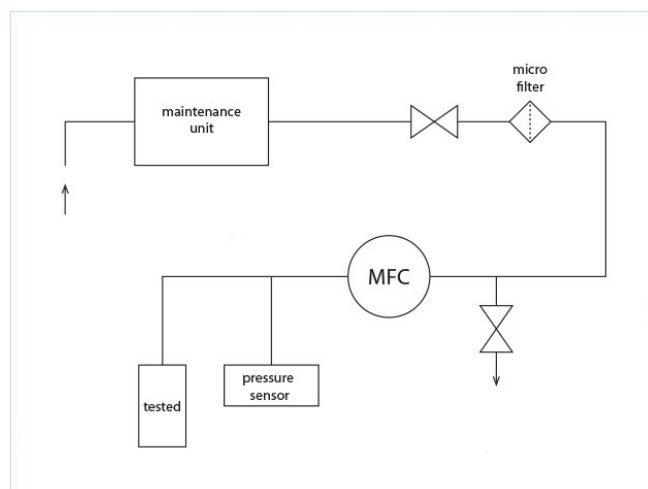 maintenance
unit
micro
filter
MFC
tested
pressure
sensor